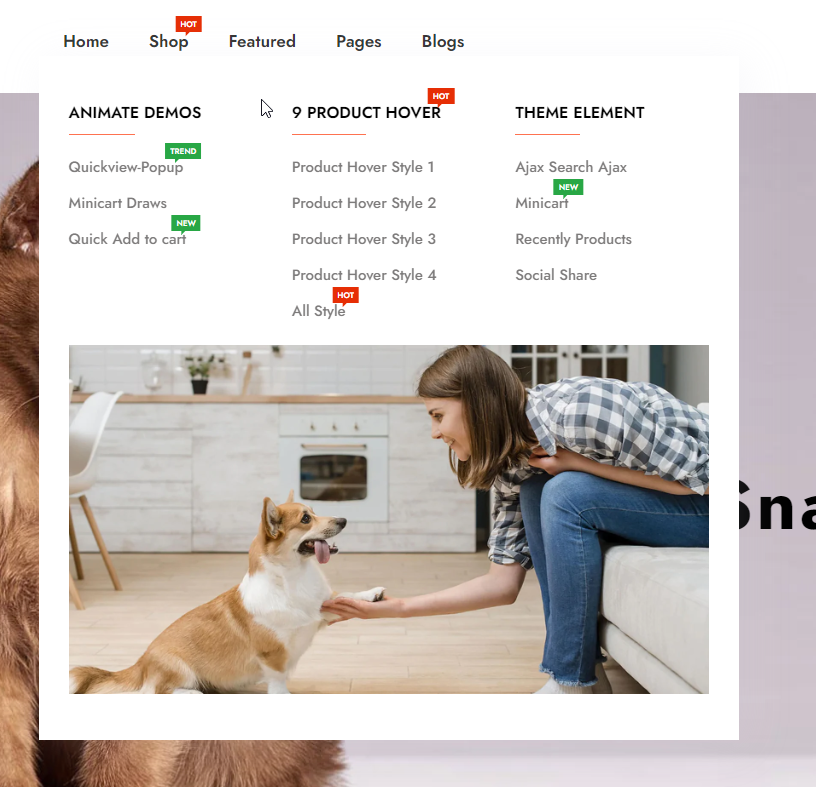 HOT
Home Shop Featured Pages Blogs
HOT
ANIMATE DEMOS
TREND
Quickview-Popup
Minicart Draws
NEW
Quick Add to cart
9 PRODUCT HOVER
Product Hover Style 1
Product Hover Style 2
Product Hover Style 3
Product Hover Style 4
HOT
All Style
THEME ELEMENT
Ajax Search Ajax
NEW
Minicart
Recently Products
Social Share
Sna